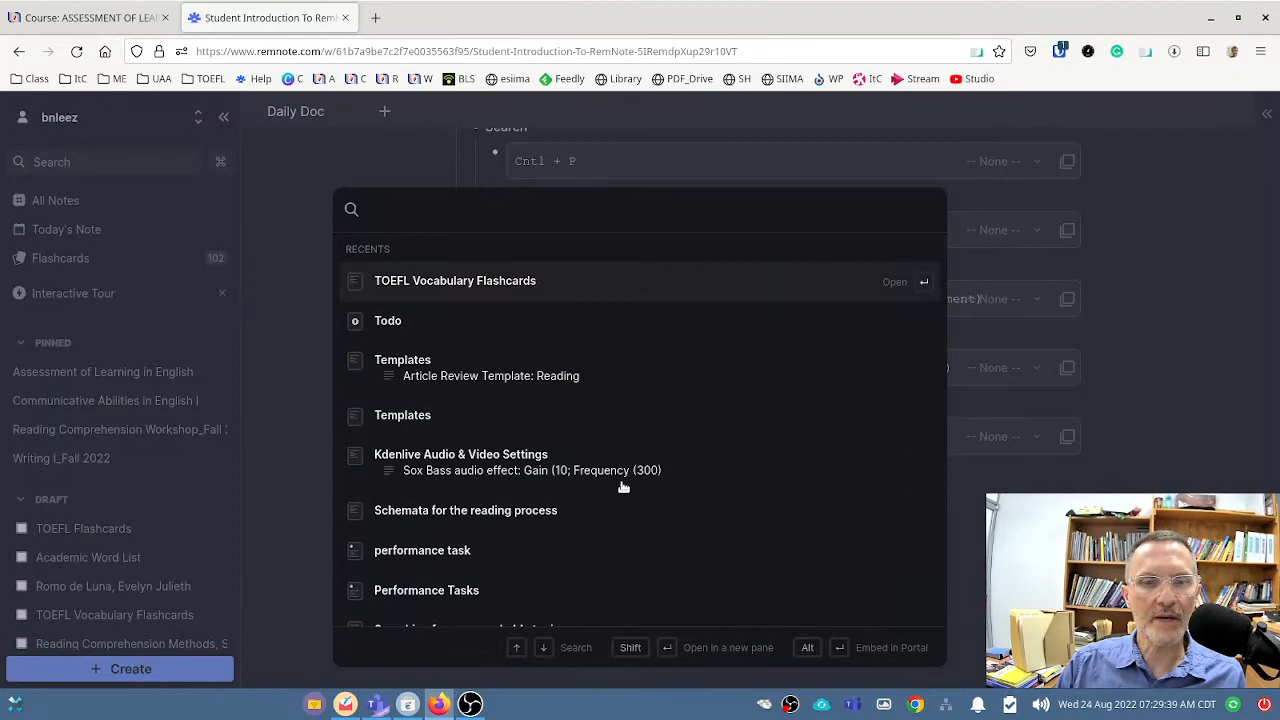 Course: ASSESSMENT OF LEA
Student Introduction To Rem
https://www.remnote.com/w/61b7a9be7c2f7e0035563f95/Student-Introduction-To-RemNote-5IRemdpXup29r10VT
Class
ItC
ME
UAA
TOEFL
Help
C
A
C
R
W
BLS
esiima
Feedly
Library
PDF_Drive
SH
SIIMA
WP
ItC
Stream
Studio
bnleez
Daily Doc
Search
Search
Cntl + P
-- None --
All Notes
Today's Note
Flashcards 102
Interactive Tour
PINNED
Assessment of Learning in English
Communicative Abilities in English I
Reading Comprehension Workshop_Fall
Writing I_Fall 2022
DRAFT
TOEFL Flashcards
Academic Word List
Romo de Luna, Evelyn Julieth
TOEFL Vocabulary Flashcards
Reading Comprehension Methods, S
Create
RECENTS
TOEFL Vocabulary Flashcards
Open
Todo
Templates
Article Review Template: Reading
Templates
Kdenlive Audio & Video Settings
Sox Bass audio effect: Gain (10; Frequency (300)
Schemata for the reading process
performance task
Performance Tasks
Search
Shift
Open in a new pane
Alt
Embed in Portal
-- None --
ment)
-- None --
)
-- None --
-- None --
Wed 24 Aug 2022 07:29:39 AM CDT